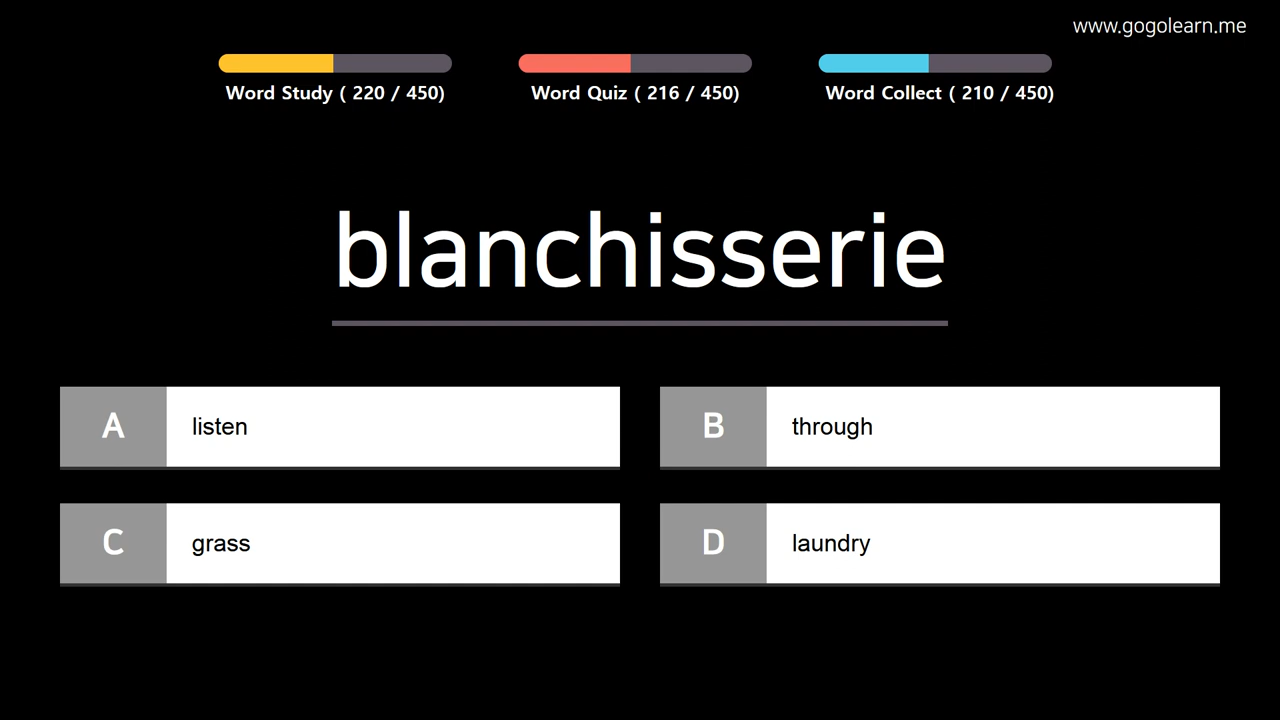 www.gogolearn.me
Word Study ( 220 / 450)
Word Quiz ( 216 / 450)
Word Collect ( 210 / 450)
blanchisserie
A listen
B through
C grass
D laundry